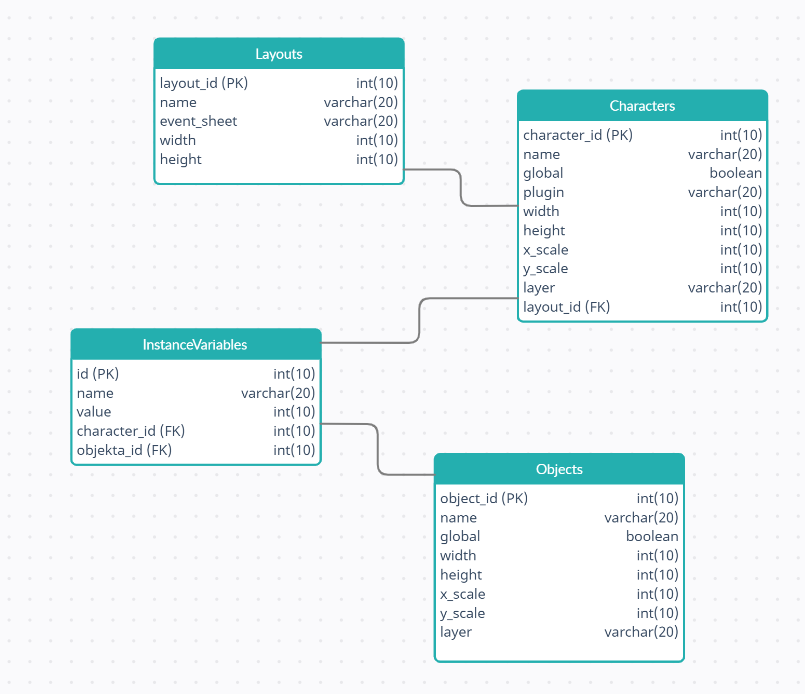 Layouts
layout_id (PK) int(10)
name varchar(20)
event_sheet varchar(20)
width int(10)
height int(10)
Characters
character_id (PK) int(10)
name varchar(20)
global boolean
plugin varchar(20)
width int(10)
height int(10)
x_scale int(10)
y_scale int(10)
layer varchar(20)
layout_id (FK) int(10)
InstanceVariables
id (PK) int(10)
name varchar(20)
value int(10)
character_id (FK) int(10)
objekta_id (FK) int(10)
Objects
object_id (PK) int(10)
name varchar(20)
global boolean
width int(10)
height int(10)
x_scale int(10)
y_scale int(10)
layer varchar(20)